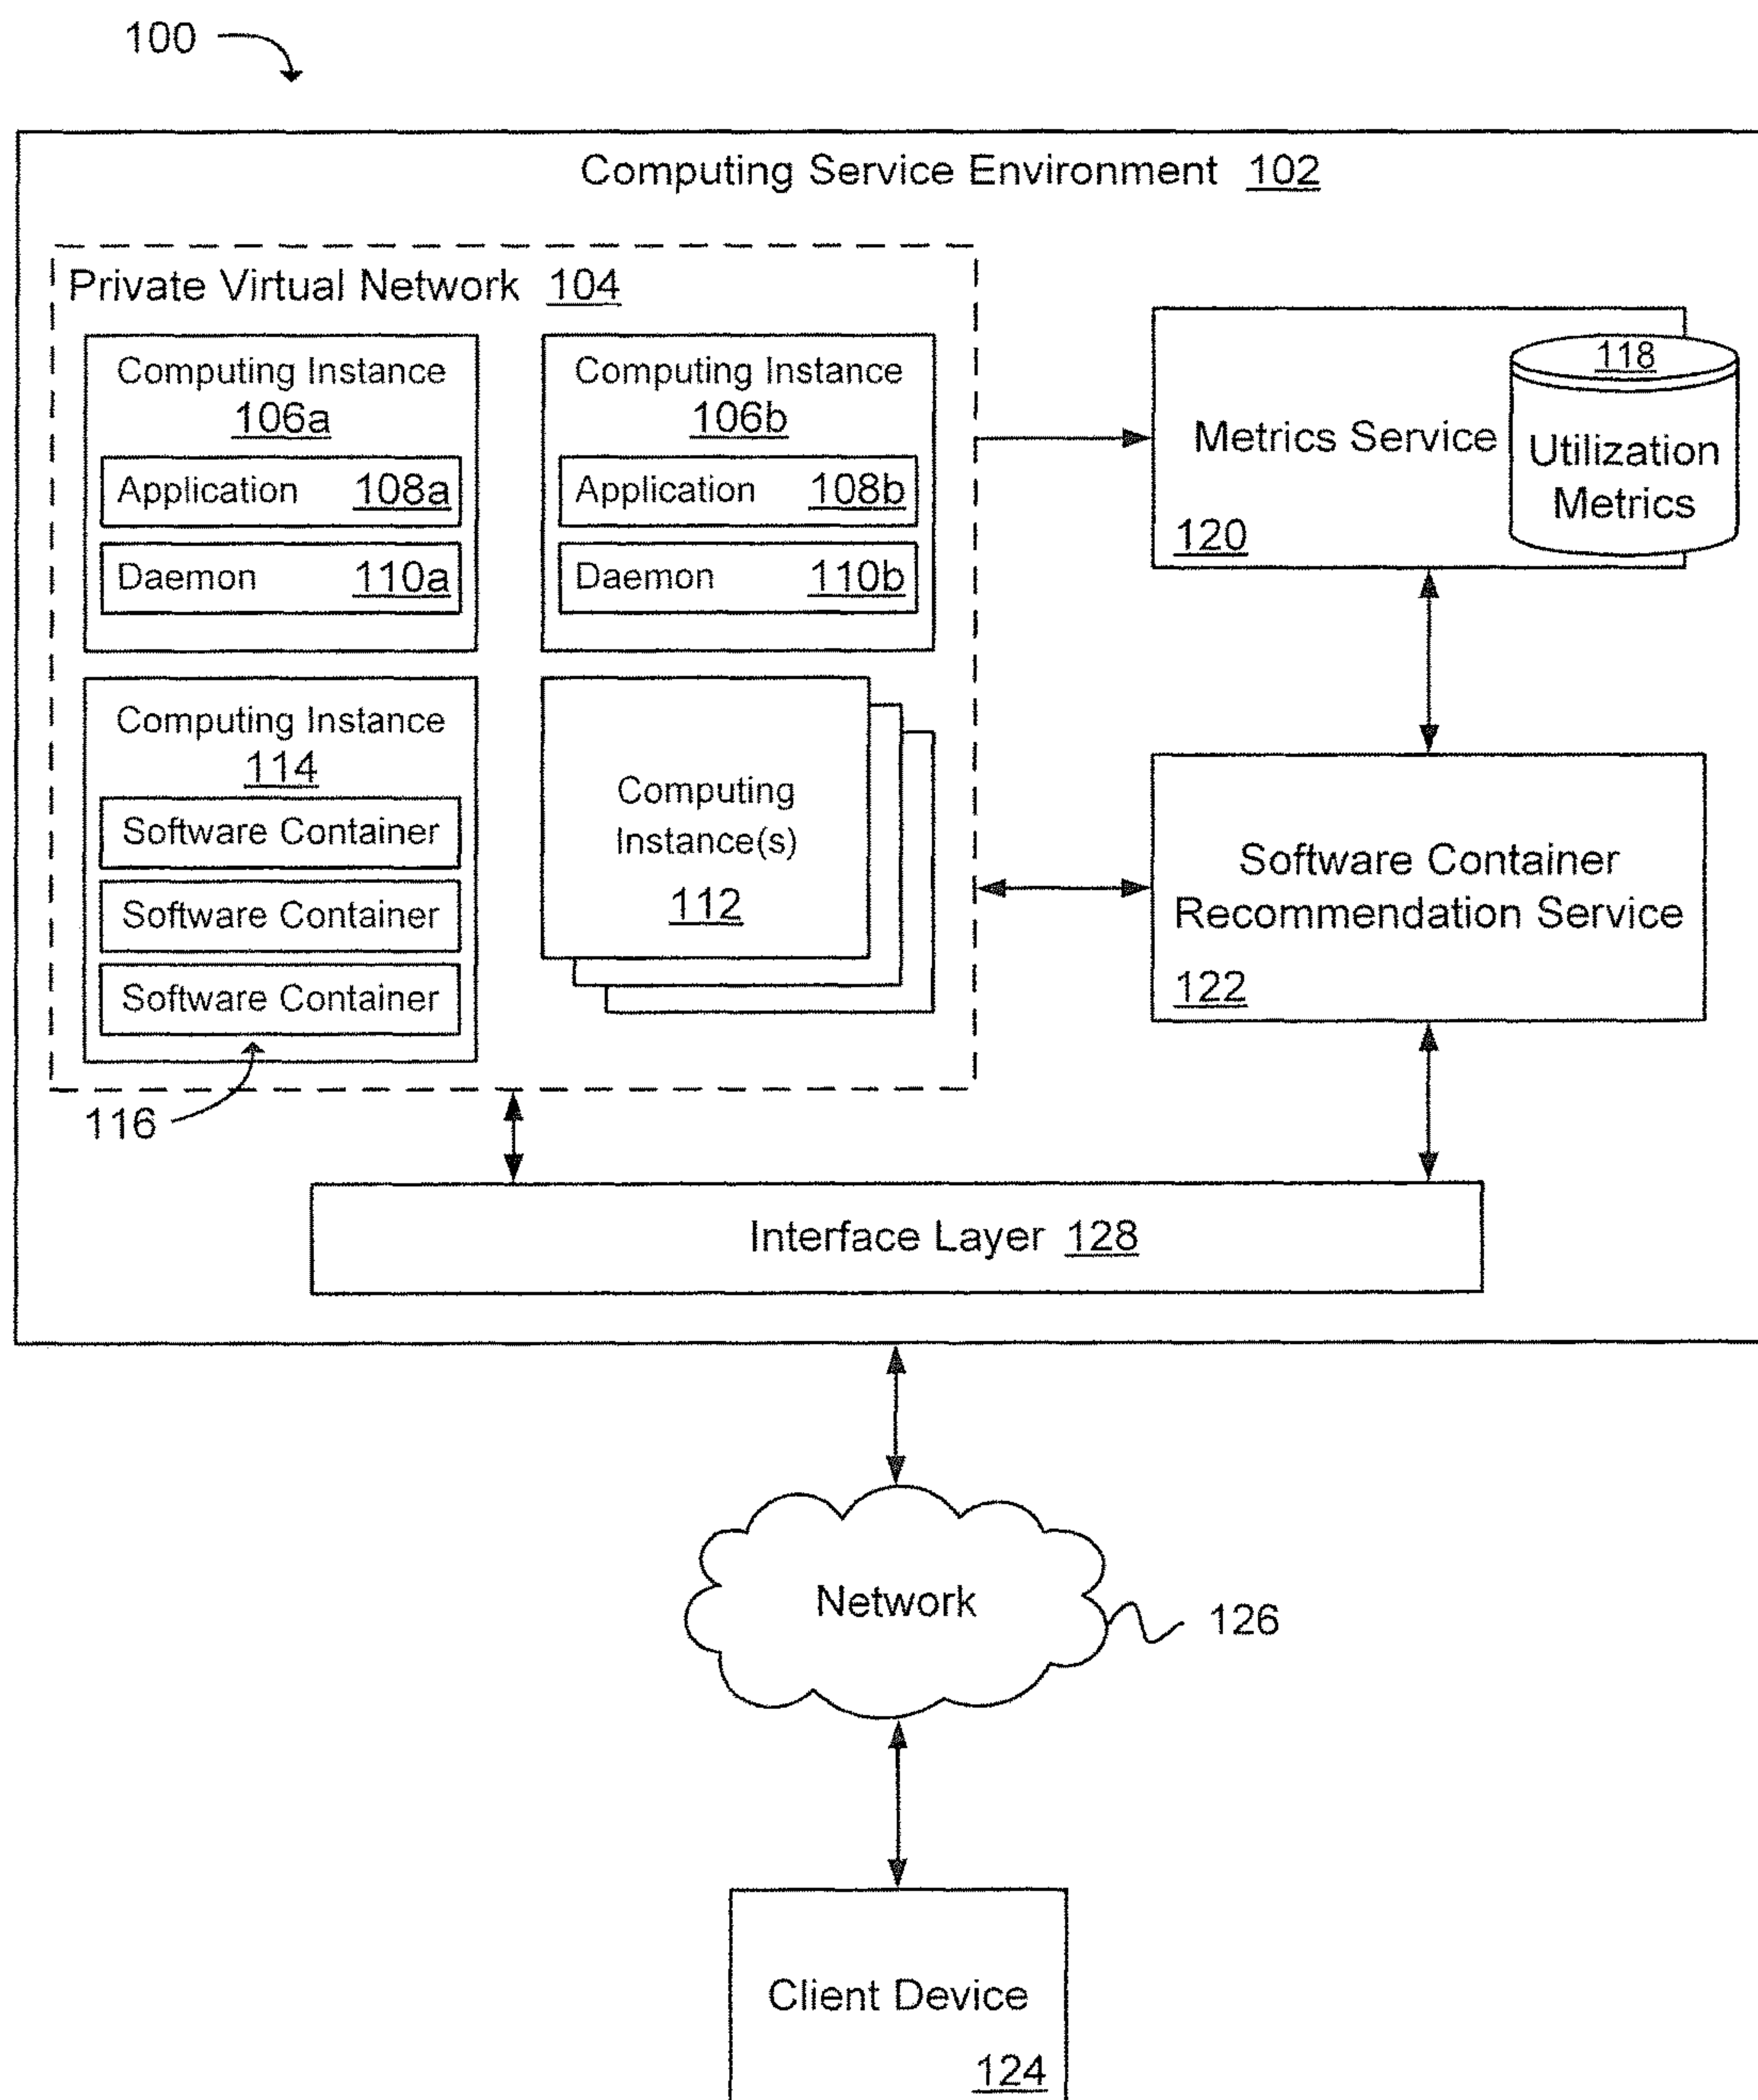 100
Computing Service Environment 102
Private Virtual Network 104
Computing Instance
106a
Application 108a
Daemon 110a
Computing Instance
106b
Application 108b
Daemon 110b
Computing Instance
114
Software Container
Software Container
Software Container
116
Computing
Instance(s)
112
Metrics Service
120
118
Utilization
Metrics
Software Container
Recommendation Service
122
Interface Layer 128
Network
126
Client Device
124